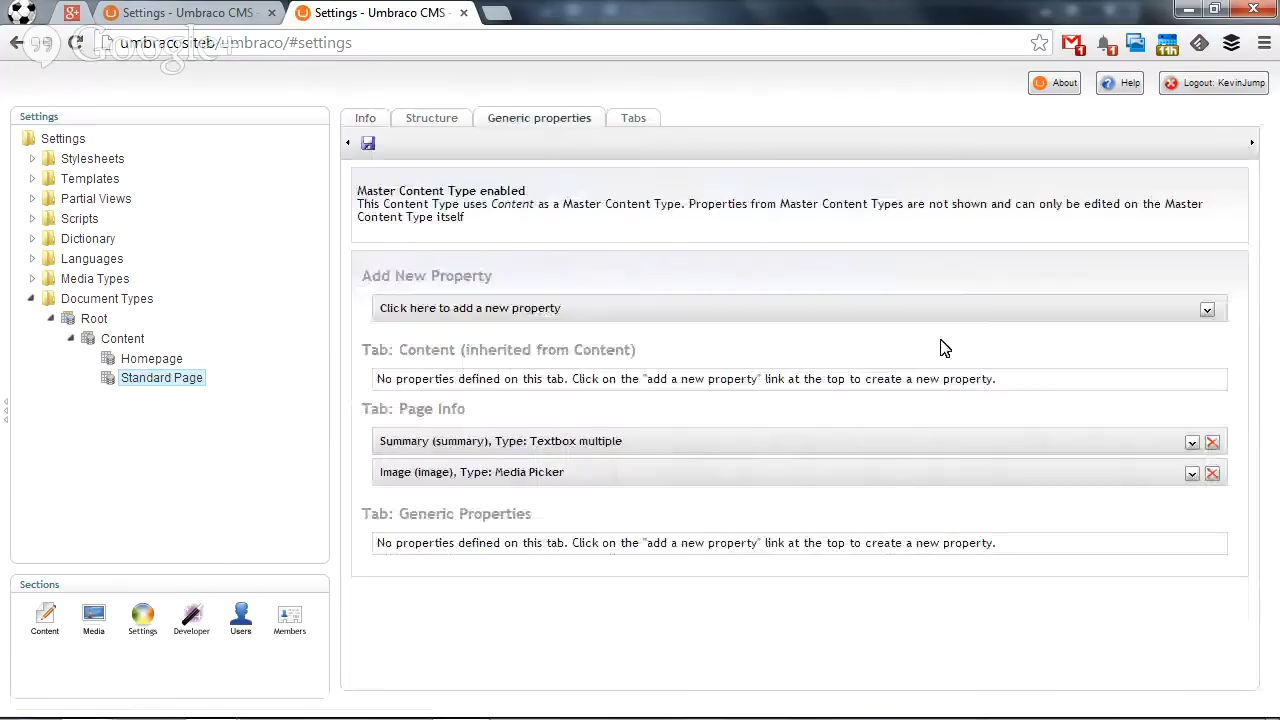 Settings - Umbraco CMS -
Settings - Umbraco CMS -
umbraco.site.b/umbraco/#settings
Google+
1
1
11h
About
Help
Logout: KevinJump
Settings
Settings
Stylesheets
Templates
Partial Views
Scripts
Dictionary
Languages
Media Types
Document Types
Root
Content
Homepage
Standard Page
Sections
Content
Media
Settings
Developer
Users
Members
Info
Structure
Generic properties
Tabs
Master Content Type enabled
This Content Type uses Content as a Master Content Type. Properties from Master Content Types are not shown and can only be edited on the Master
Content Type itself
Add New Property
Click here to add a new property
Tab: Content (inherited from Content)
No properties defined on this tab. Click on the "add a new property" link at the top to create a new property.
Tab: Page Info
Summary (summary), Type: Textbox multiple
Image (image), Type: Media Picker
Tab: Generic Properties
No properties defined on this tab. Click on the "add a new property" link at the top to create a new property.